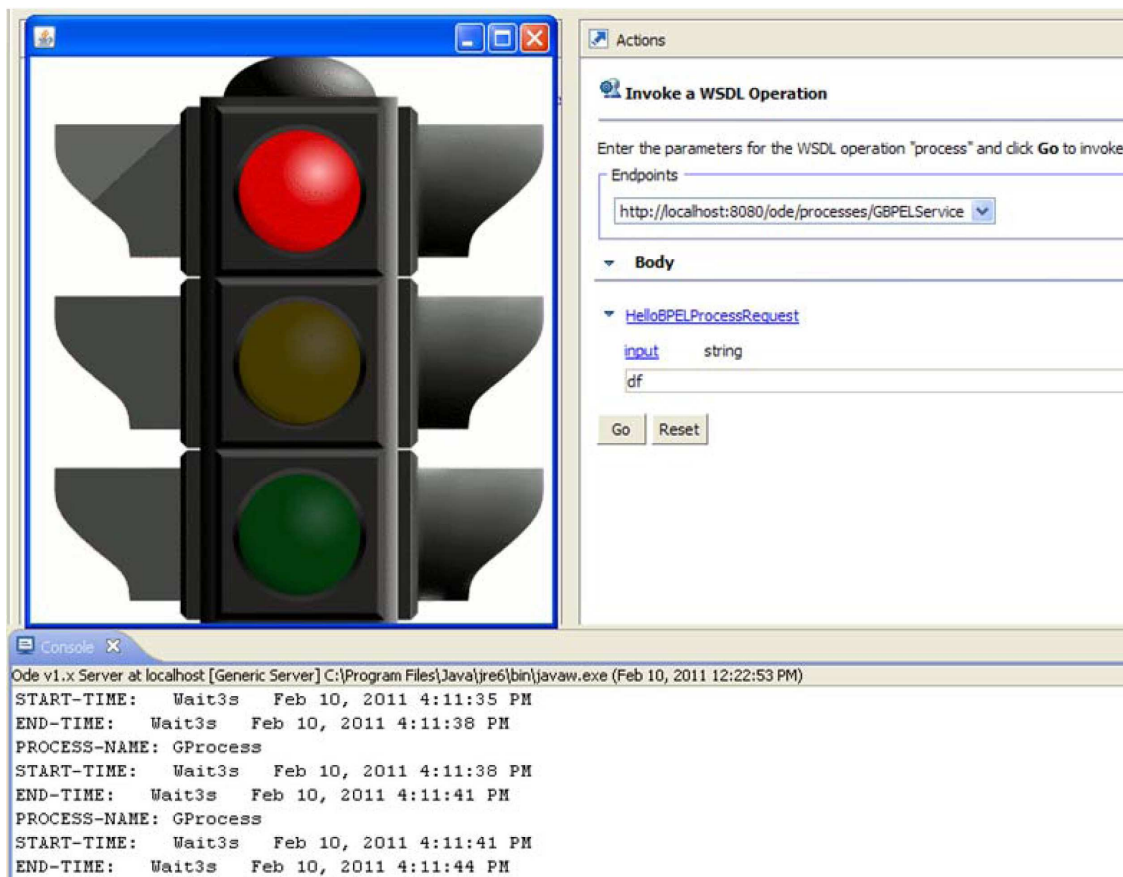 Actions
Invoke a WSDL Operation
Enter the parameters for the WSDL operation "process" and click Go to invoke
Endpoints
http://localhost:8080/ode/processes/GBPELService
Body
HelloBPELProcessRequest
input string
df
Go Reset
Console
Ode v1.x Server at localhost [Generic Server] C:\Program Files\Java\jre6\bin\javaw.exe (Feb 10, 2011 12:22:53 PM)
START-TIME: Wait3s Feb 10, 2011 4:11:35 PM
END-TIME: Wait3s Feb 10, 2011 4:11:38 PM
PROCESS-NAME: GProcess
START-TIME: Wait3s Feb 10, 2011 4:11:38 PM
END-TIME: Wait3s Feb 10, 2011 4:11:41 PM
PROCESS-NAME: GProcess
START-TIME: Wait3s Feb 10, 2011 4:11:41 PM
END-TIME: Wait3s Feb 10, 2011 4:11:44 PM